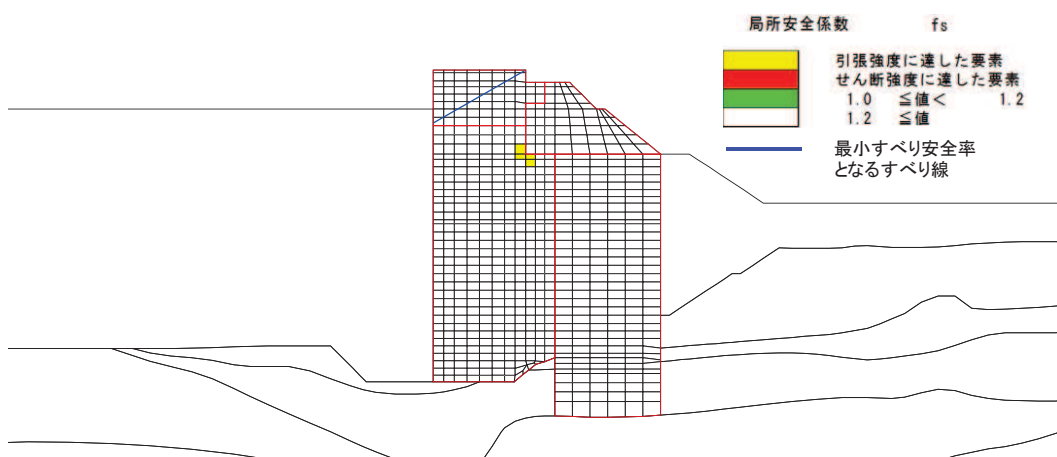 局所安全係数 fs
引張強度に達した要素
せん断強度に達した要素
1.0 ≦値< 1.2
1.2 ≦値
最小すべり安全率
となるすべり線